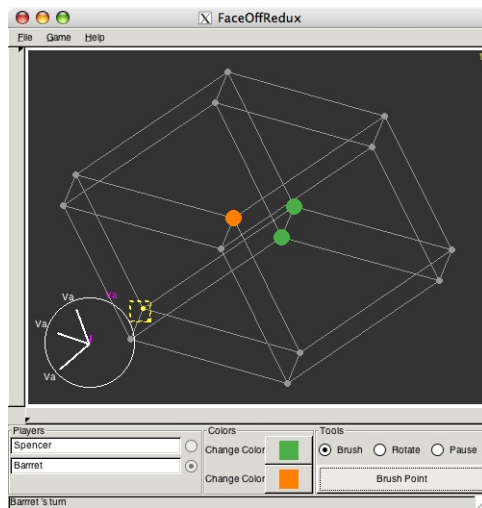 FaceOffRedux
File Game Help
Va
Va
Va
Va
Players
Spencer
Barrret
Colors
Change Color
Change Color
Tools
Brush Rotate Pause
Brush Point
Barrret 's turn